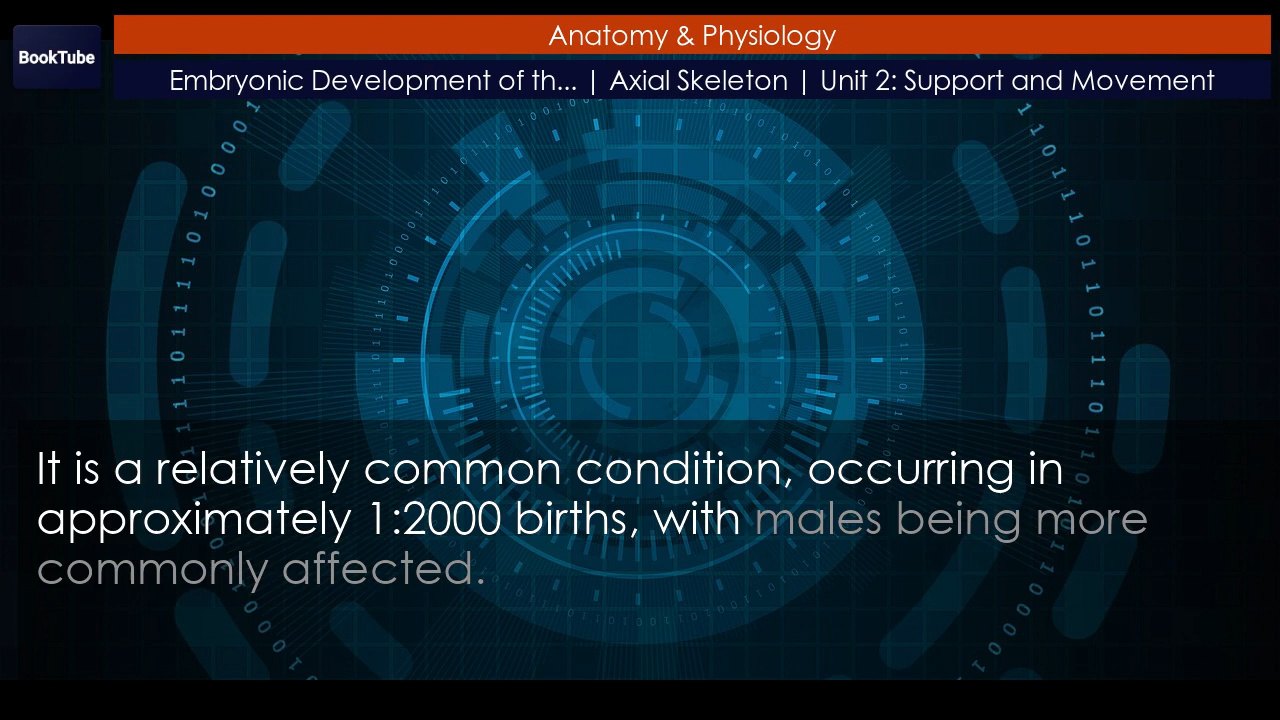 BookTube
Anatomy & Physiology
Embryonic Development of th... | Axial Skeleton | Unit 2: Support and Movement
It is a relatively common condition, occurring in
approximately 1:2000 births, with males being more
commonly affected.